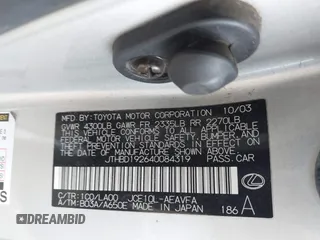 MFD. BY: TOYOTA MOTOR CORPORATION 10/03
GVWR 4300LB GAWR FR 2335LB RR 2270LB
THIS VEHICLE CONFORMS TO ALL APPLICABLE
FEDERAL MOTOR VEHICLE SAFETY, BUMPER, AND
THEFT PREVENTION STANDARDS IN EFFECT ON
THE DATE OF MANUFACTURE SHOWN ABOVE.
JTHBD192640084319 PASS.CAR
C/TR: 1C0/LA00 JCE10L-AEAVFA
A/TM: B03A/A650E MADE IN JAPAN 186 A
BIDFAX.INFO